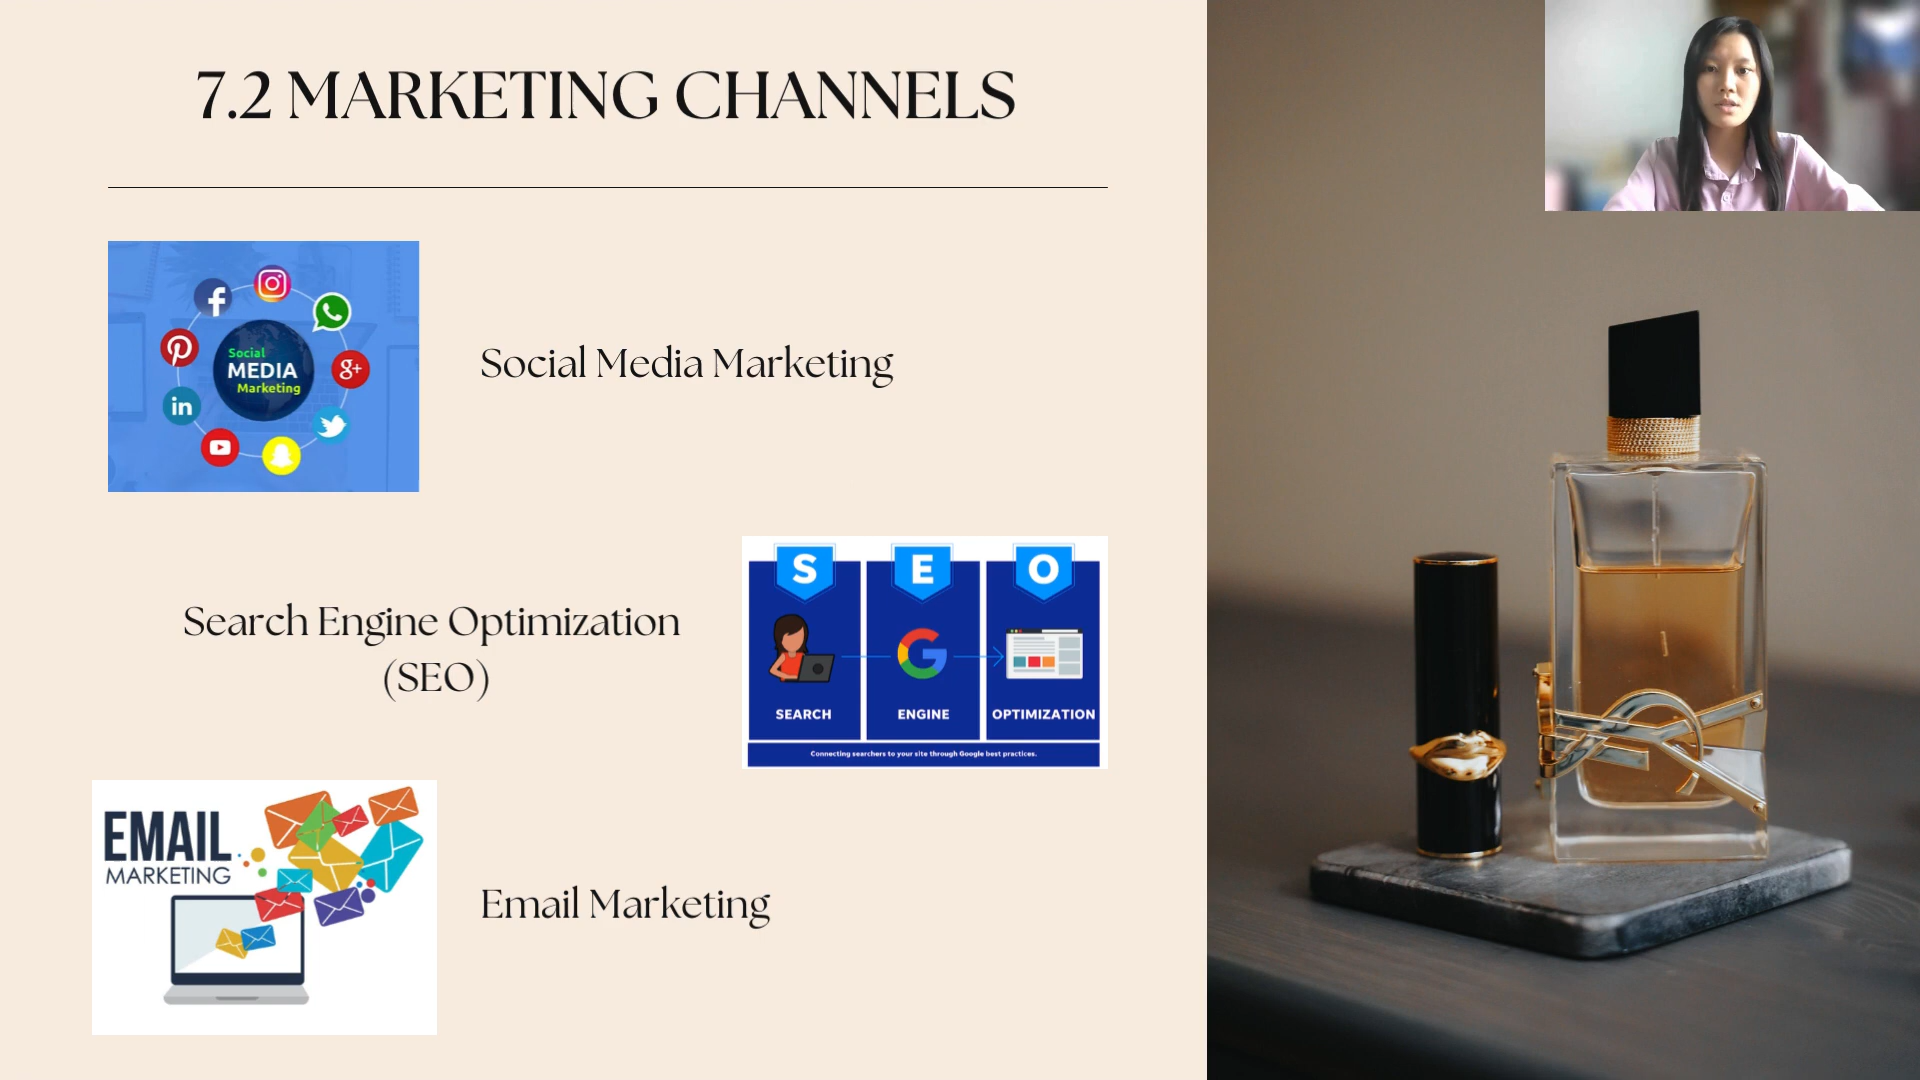 7.2 MARKETING CHANNELS
Social
MEDIA
Marketing
f
g+
in
Social Media Marketing
Search Engine Optimization
(SEO)
S E O
SEARCH ENGINE OPTIMIZATION
Connecting searchers to your site through Google best practices.
EMAIL
MARKETING
Email Marketing